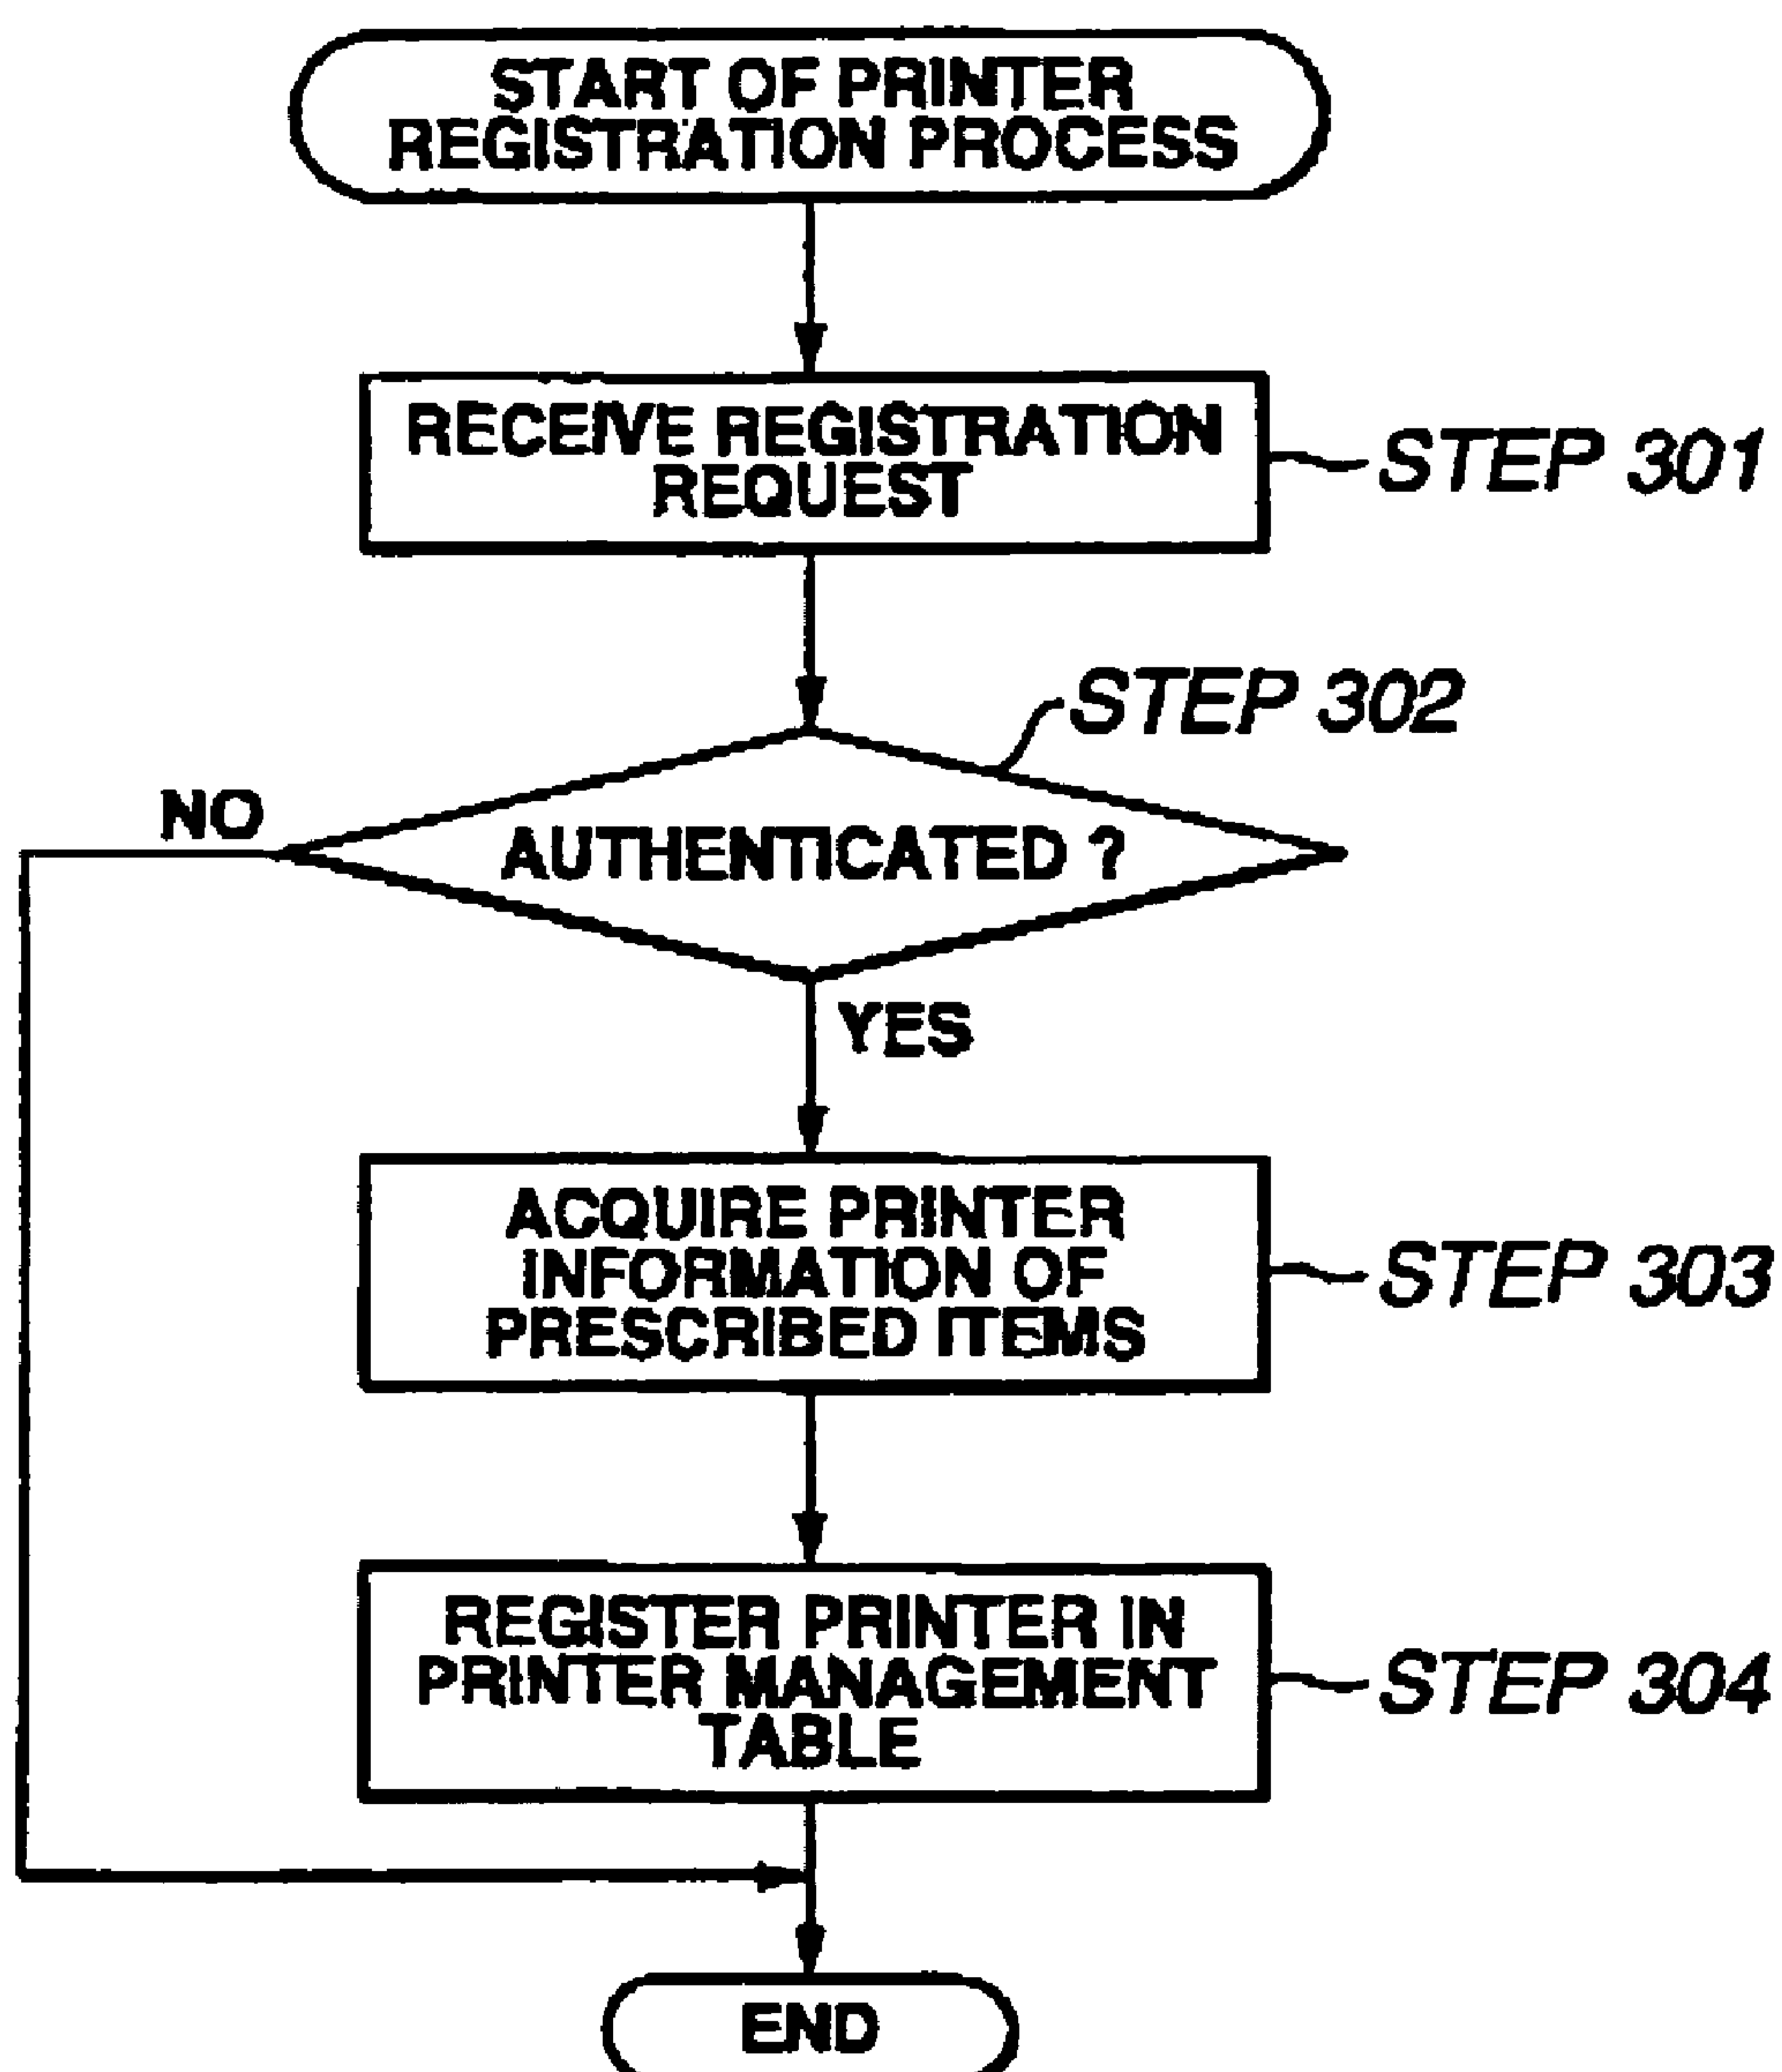 START OF PRINTER
REGISTRATION PROCESS
RECEIVE REGISTRATION
REQUEST
STEP 301
STEP 302
NO
AUTHENTICATED ?
YES
ACQUIRE PRINTER
INFORMATION OF
PRESCRIBED ITEMS
STEP 303
REGISTER PRINTER IN
PRINTER MANAGEMENT
TABLE
STEP 304
END